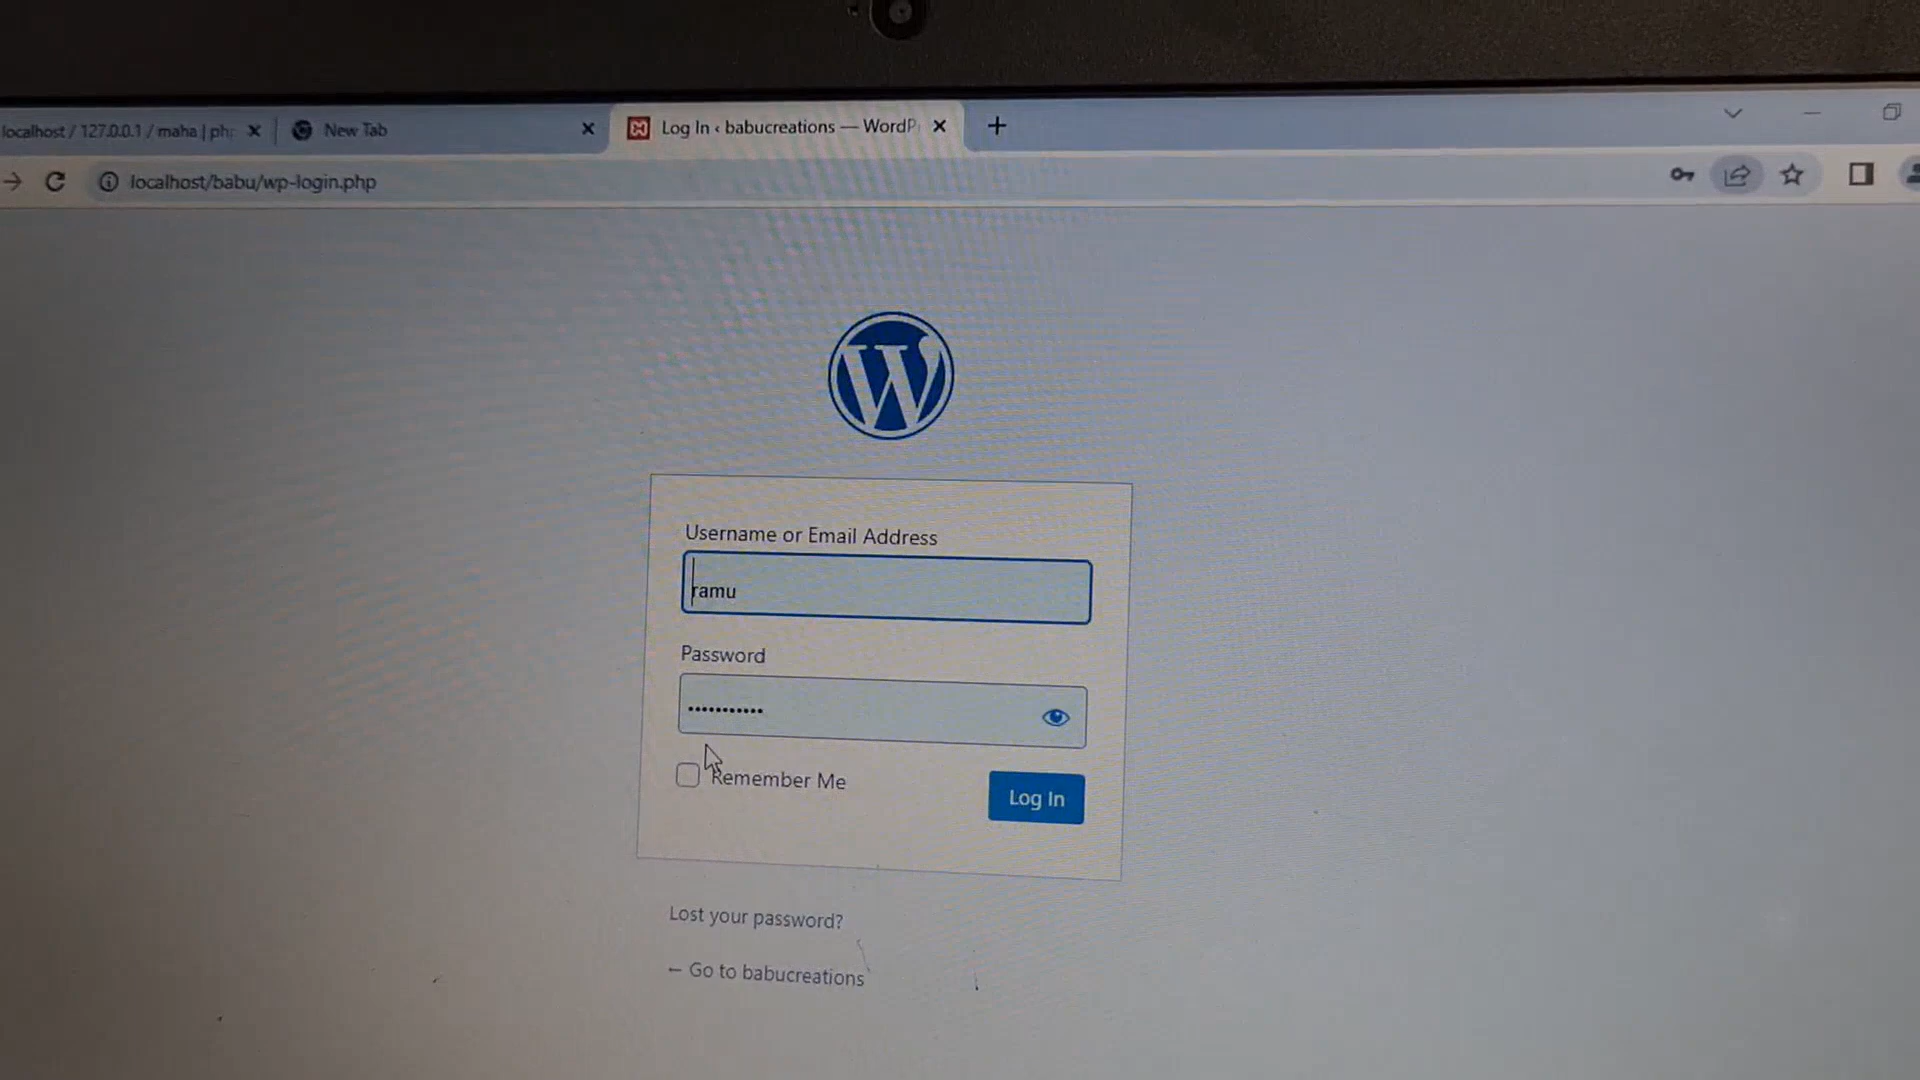 localhost / 127.0.0.1 / maha | php
New Tab
Log In ‹ babucreations — WordP
localhost/babu/wp-login.php
Username or Email Address
ramu
Password
Remember Me
Log In
Lost your password?
← Go to babucreations